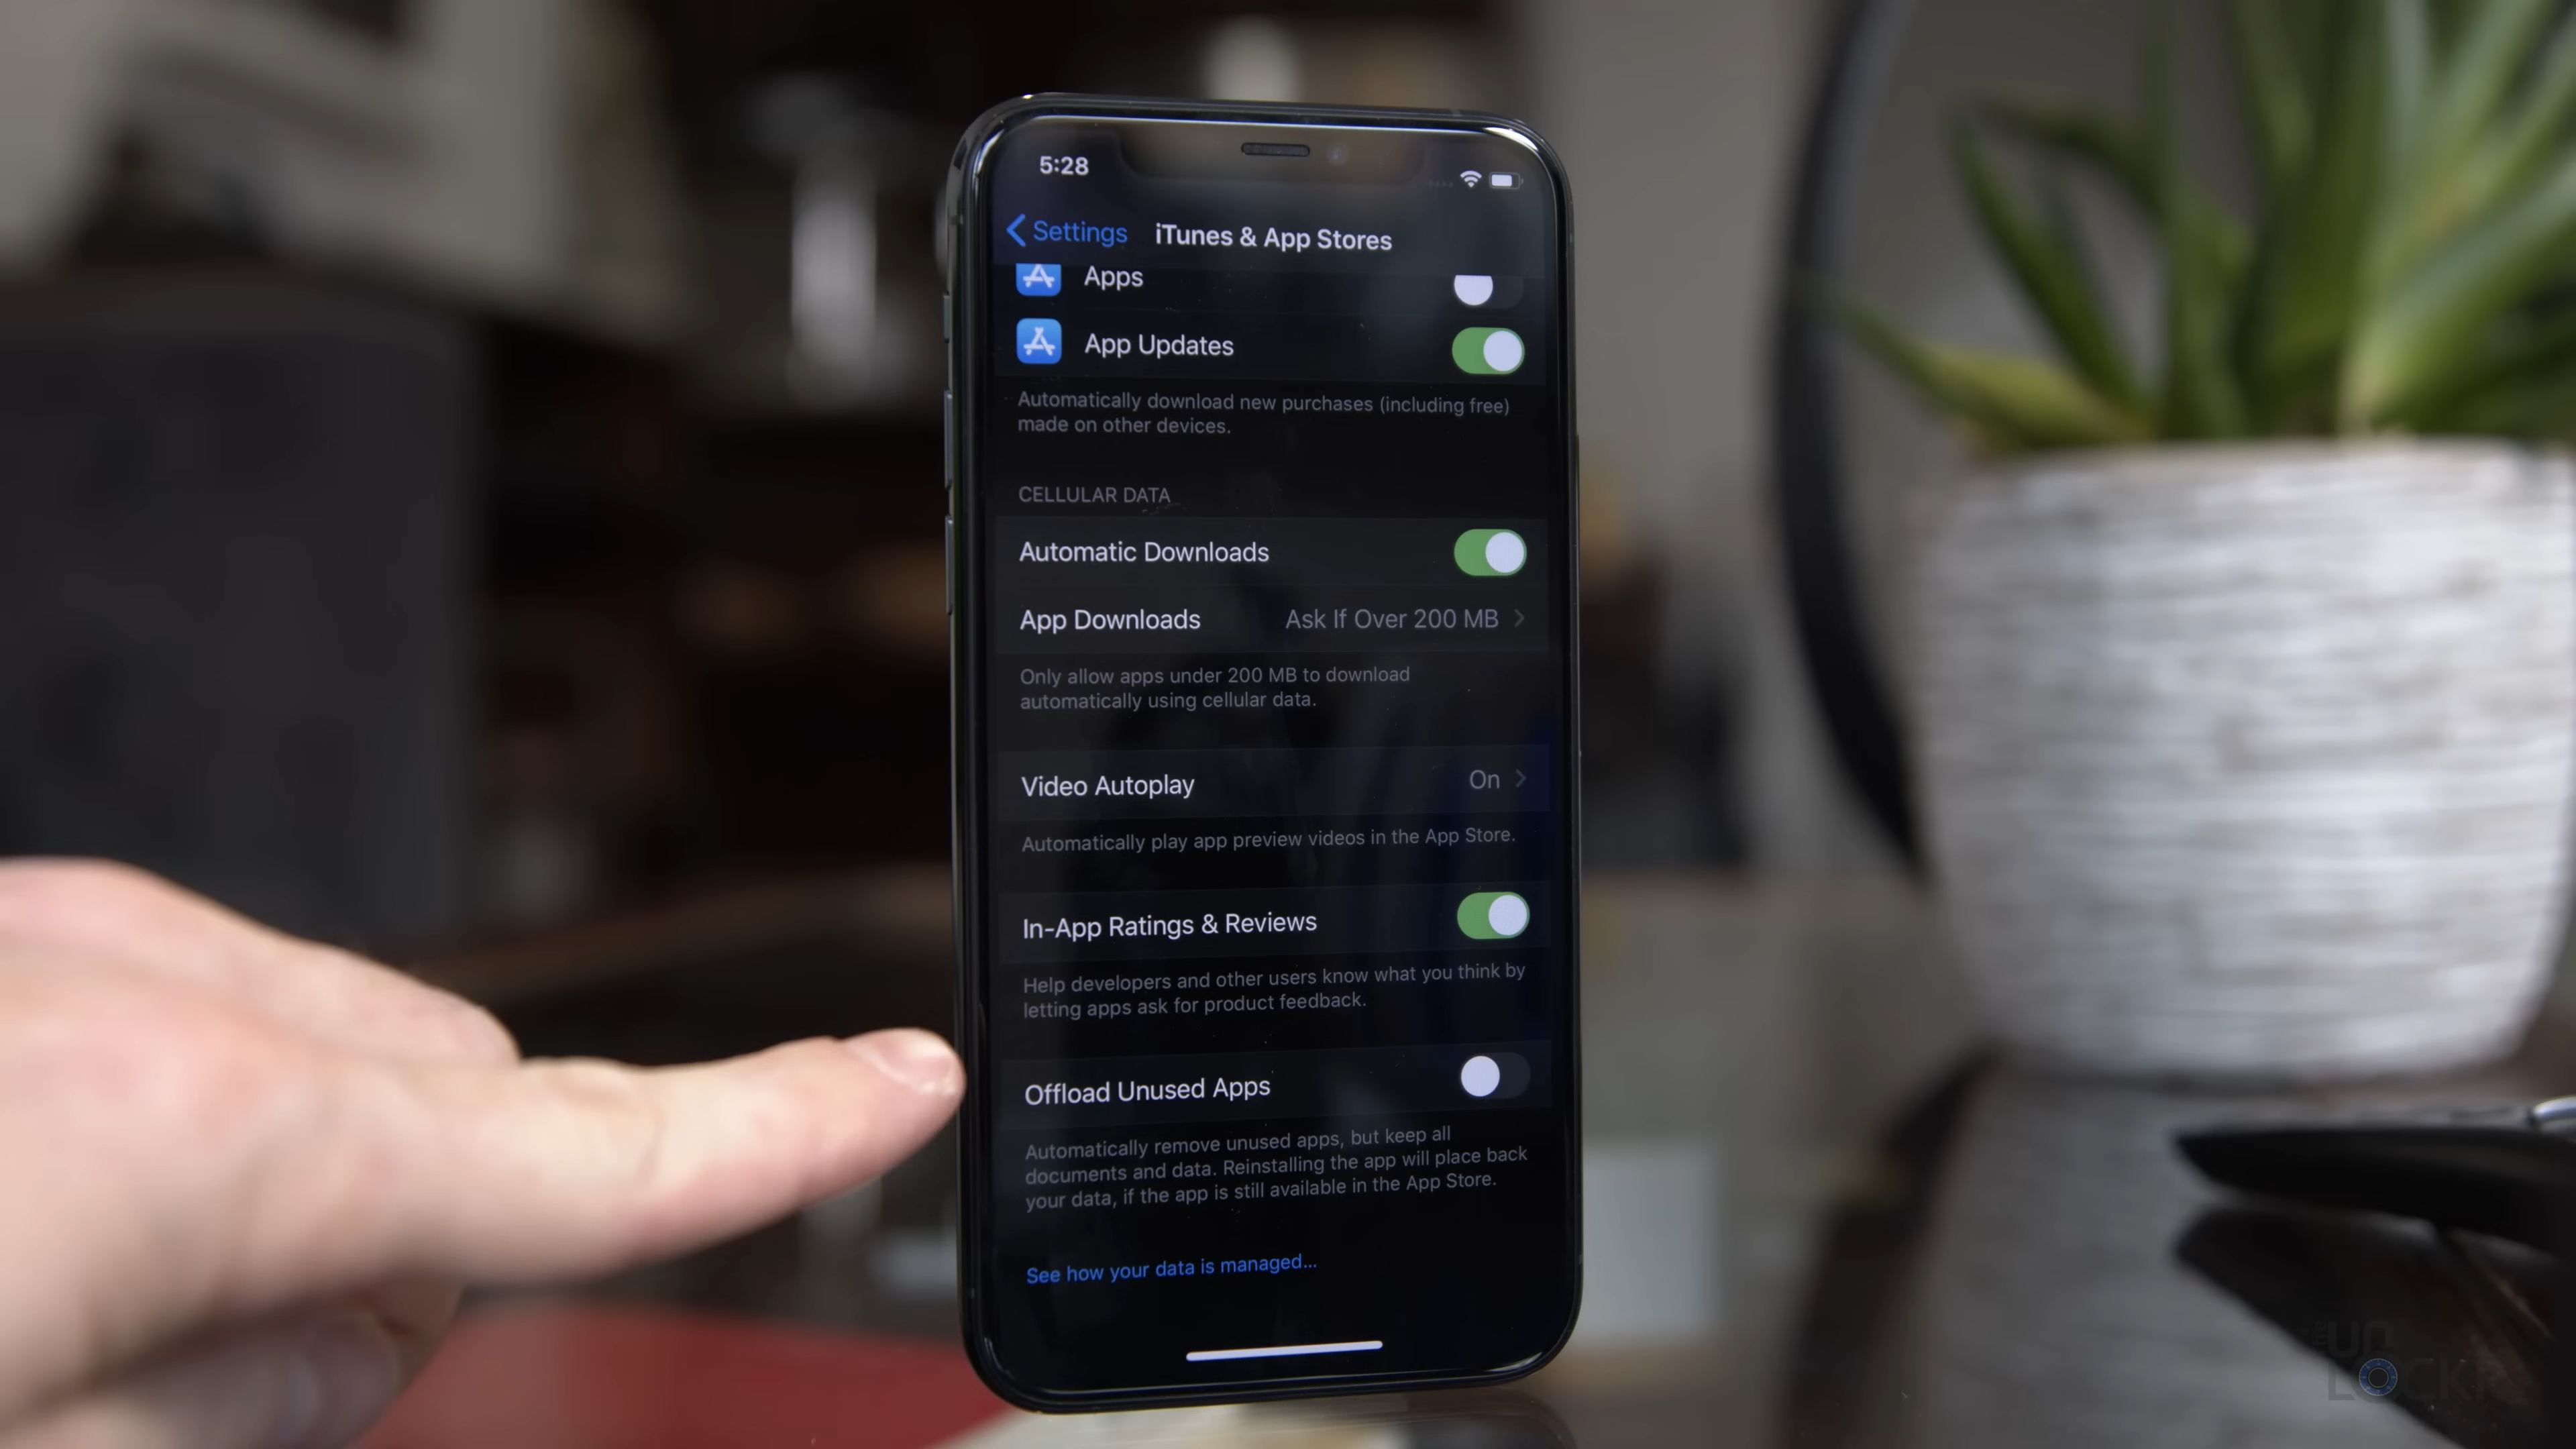 5:28
Settings
iTunes & App Stores
Apps
App Updates
Automatically download new purchases (including free)
made on other devices.
CELLULAR DATA
Automatic Downloads
App Downloads
Ask If Over 200 MB
Only allow apps under 200 MB to download
automatically using cellular data.
Video Autoplay
On
Automatically play app preview videos in the App Store.
In-App Ratings & Reviews
Help developers and other users know what you think by
letting apps ask for product feedback.
Offload Unused Apps
Automatically remove unused apps, but keep all
documents and data. Reinstalling the app will place back
your data, if the app is still available in the App Store.
See how your data is managed...
THE
UN
LOCKR